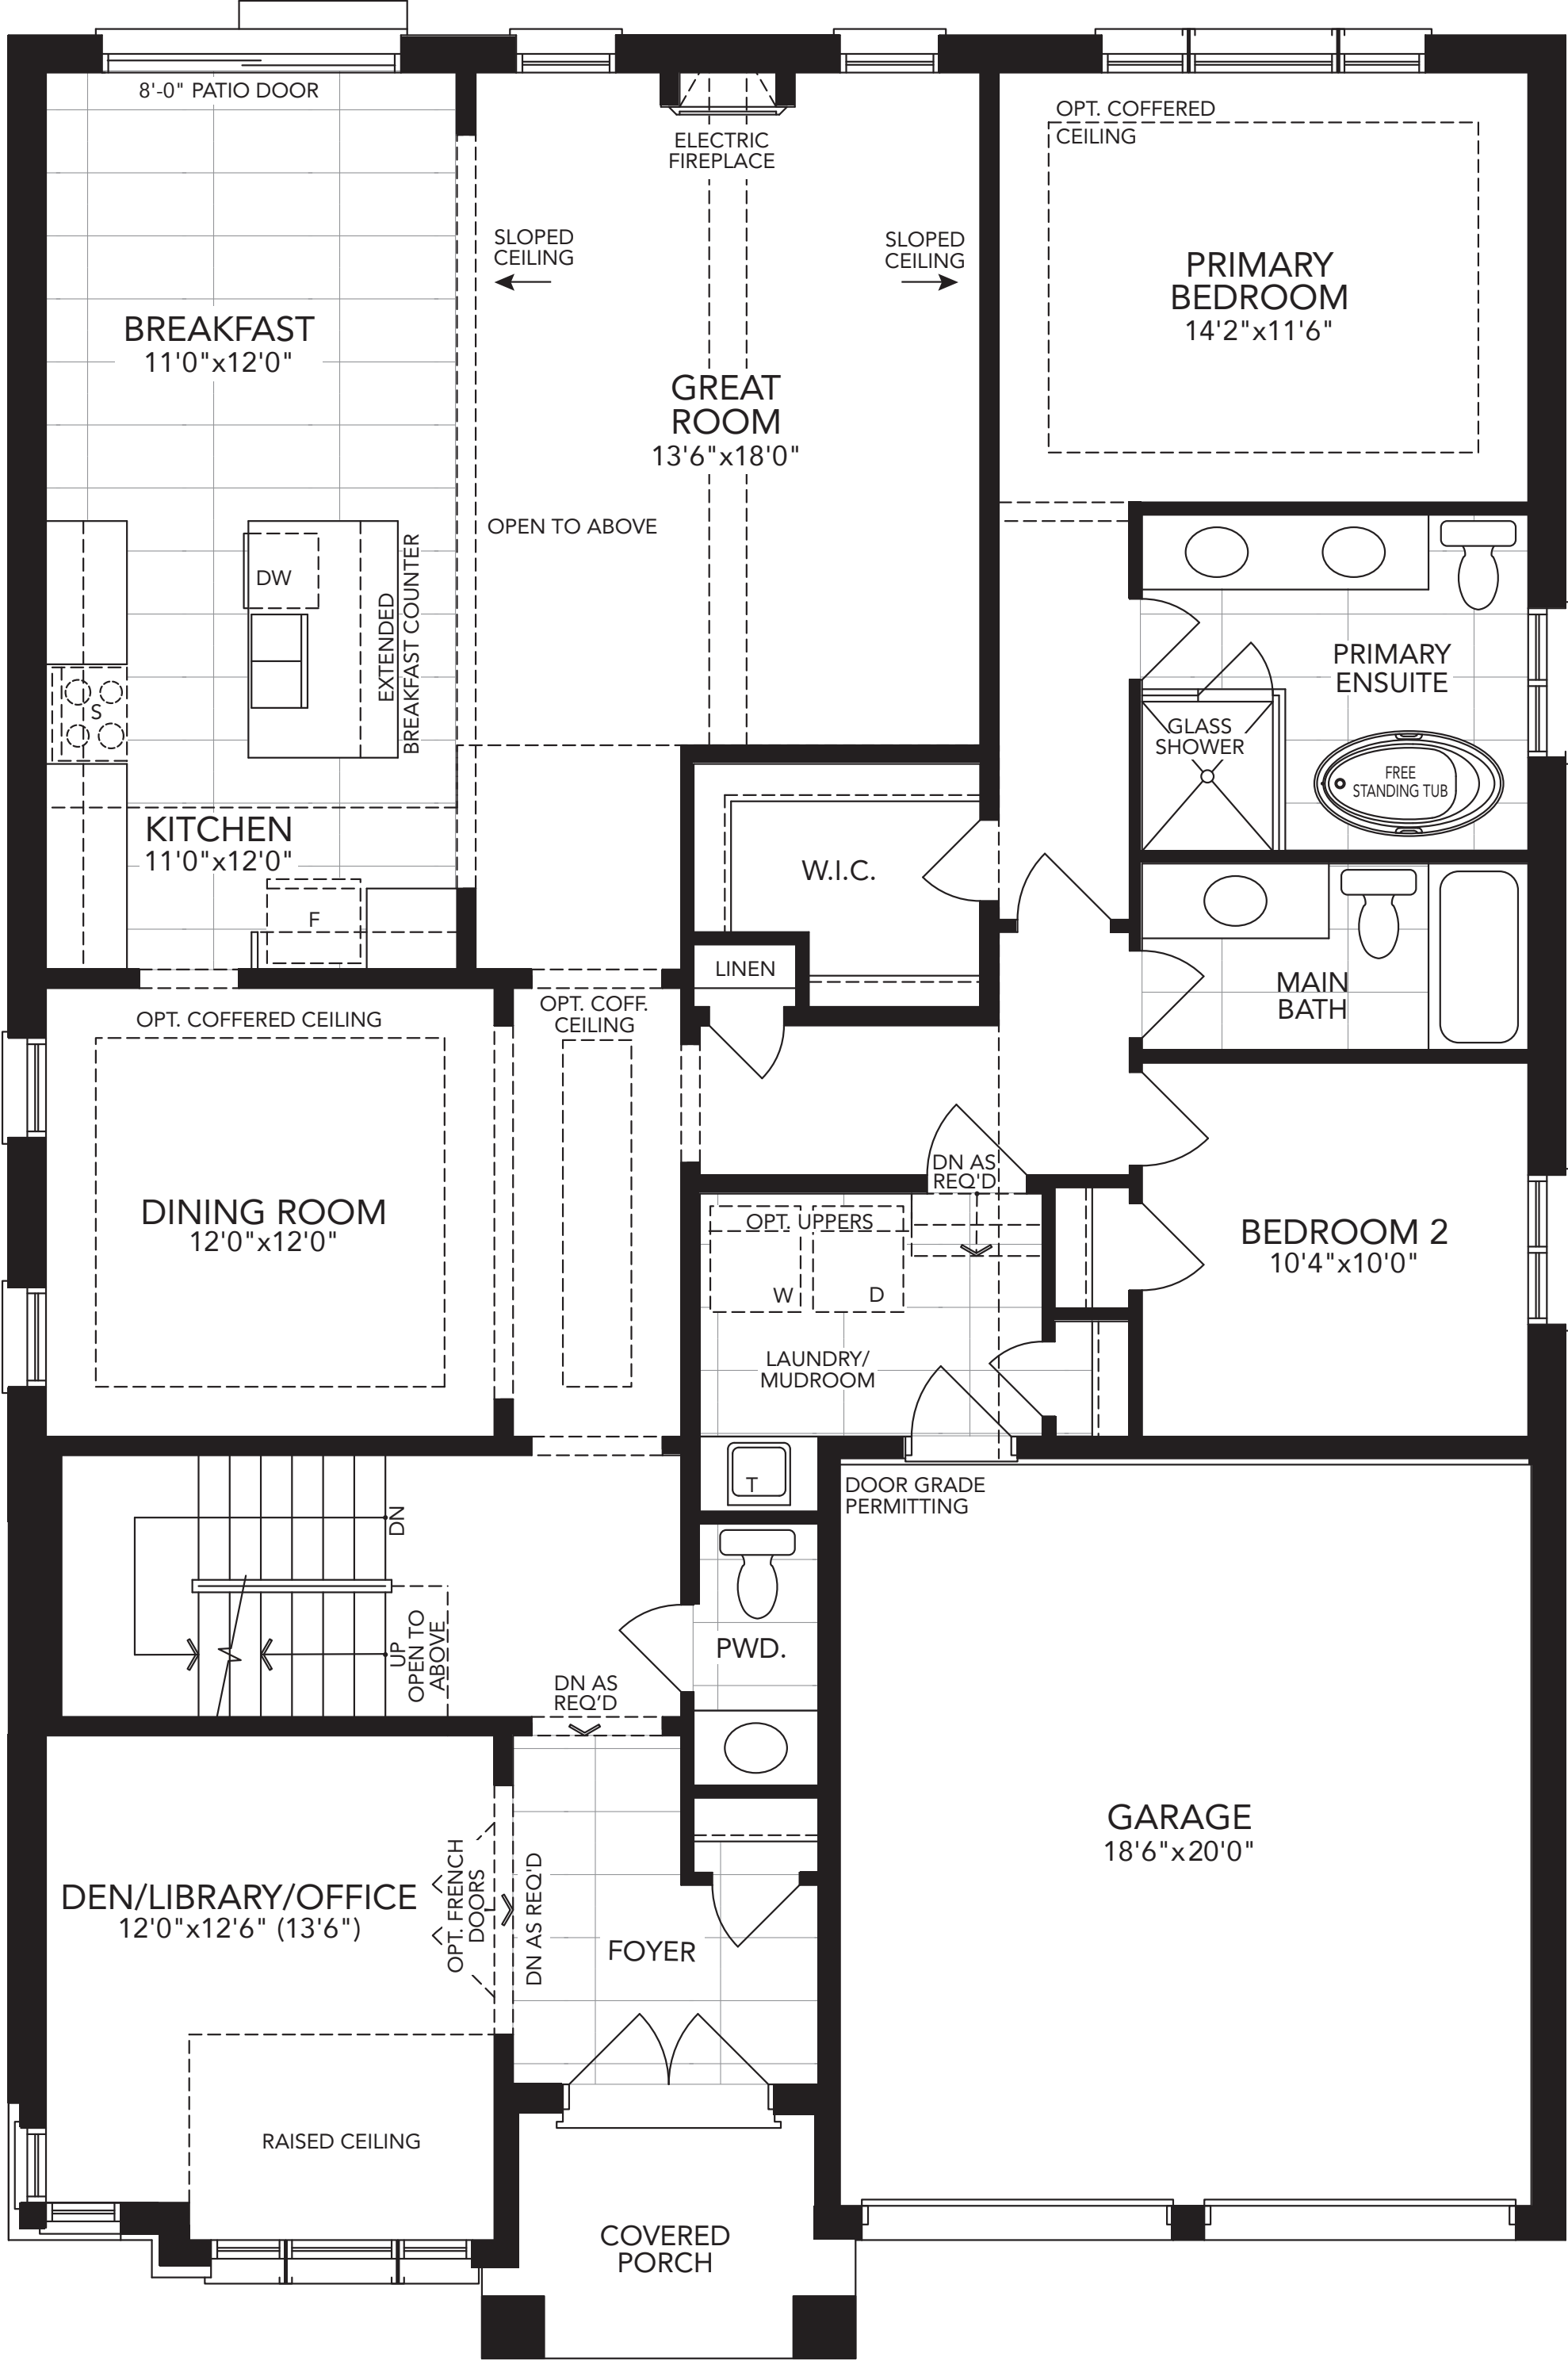 8'-0" PATIO DOOR
ELECTRIC
FIREPLACE
OPT. COFFERED
CEILING
SLOPED
CEILING
SLOPED
CEILING
PRIMARY
BEDROOM
14'2"x11'6"
BREAKFAST
11'0"x12'0"
GREAT
ROOM
13'6"x18'0"
OPEN TO ABOVE
DW
EXTENDED
BREAKFAST COUNTER
S
PRIMARY
ENSUITE
GLASS
SHOWER
FREE
STANDING TUB
KITCHEN
11'0"x12'0"
F
W.I.C.
LINEN
MAIN
BATH
OPT. COFFERED CEILING
OPT. COFF.
CEILING
DINING ROOM
12'0"x12'0"
DN AS
REQ'D
OPT. UPPERS
W
D
BEDROOM 2
10'4"x10'0"
LAUNDRY/
MUDROOM
T
DOOR GRADE
PERMITTING
DN
UP
OPEN TO
ABOVE
PWD.
DN AS
REQ'D
GARAGE
18'6"x20'0"
DEN/LIBRARY/OFFICE
12'0"x12'6" (13'6")
OPT. FRENCH
DOORS
DN AS REQ'D
FOYER
RAISED CEILING
COVERED
PORCH